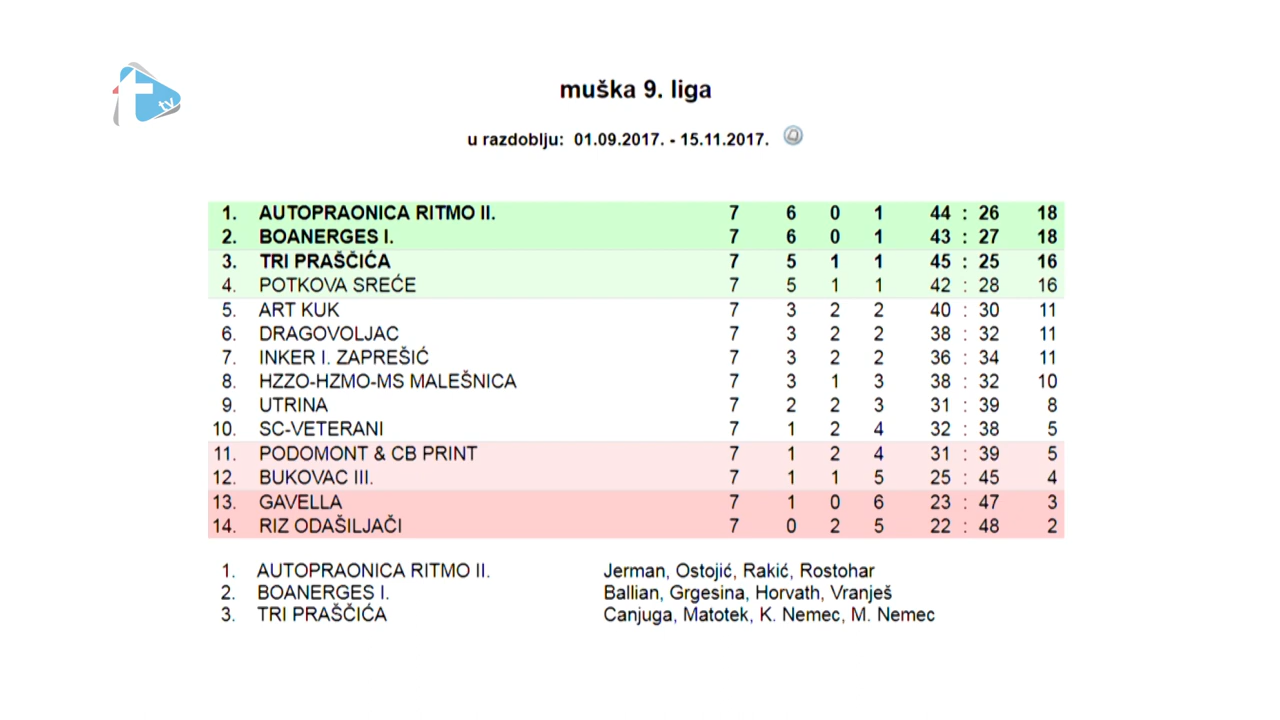 t tv
muška 9. liga
u razdoblju: 01.09.2017. - 15.11.2017.
1. AUTOPRAONICA RITMO II. 7 6 0 1 44 : 26 18
2. BOANERGES I. 7 6 0 1 43 : 27 18
3. TRI PRAŠČIĆA 7 5 1 1 45 : 25 16
4. POTKOVA SREĆE 7 5 1 1 42 : 28 16
5. ART KUK 7 3 2 2 40 : 30 11
6. DRAGOVOLJAC 7 3 2 2 38 : 32 11
7. INKER I. ZAPREŠIĆ 7 3 2 2 36 : 34 11
8. HZZO-HZMO-MS MALEŠNICA 7 3 1 3 38 : 32 10
9. UTRINA 7 2 2 3 31 : 39 8
10. SC-VETERANI 7 1 2 4 32 : 38 5
11. PODOMONT & CB PRINT 7 1 2 4 31 : 39 5
12. BUKOVAC III. 7 1 1 5 25 : 45 4
13. GAVELLA 7 1 0 6 23 : 47 3
14. RIZ ODAŠILJAČI 7 0 2 5 22 : 48 2
1. AUTOPRAONICA RITMO II. Jerman, Ostojić, Rakić, Rostohar
2. BOANERGES I. Ballian, Grgesina, Horvath, Vranješ
3. TRI PRAŠČIĆA Canjuga, Matotek, K. Nemec, M. Nemec